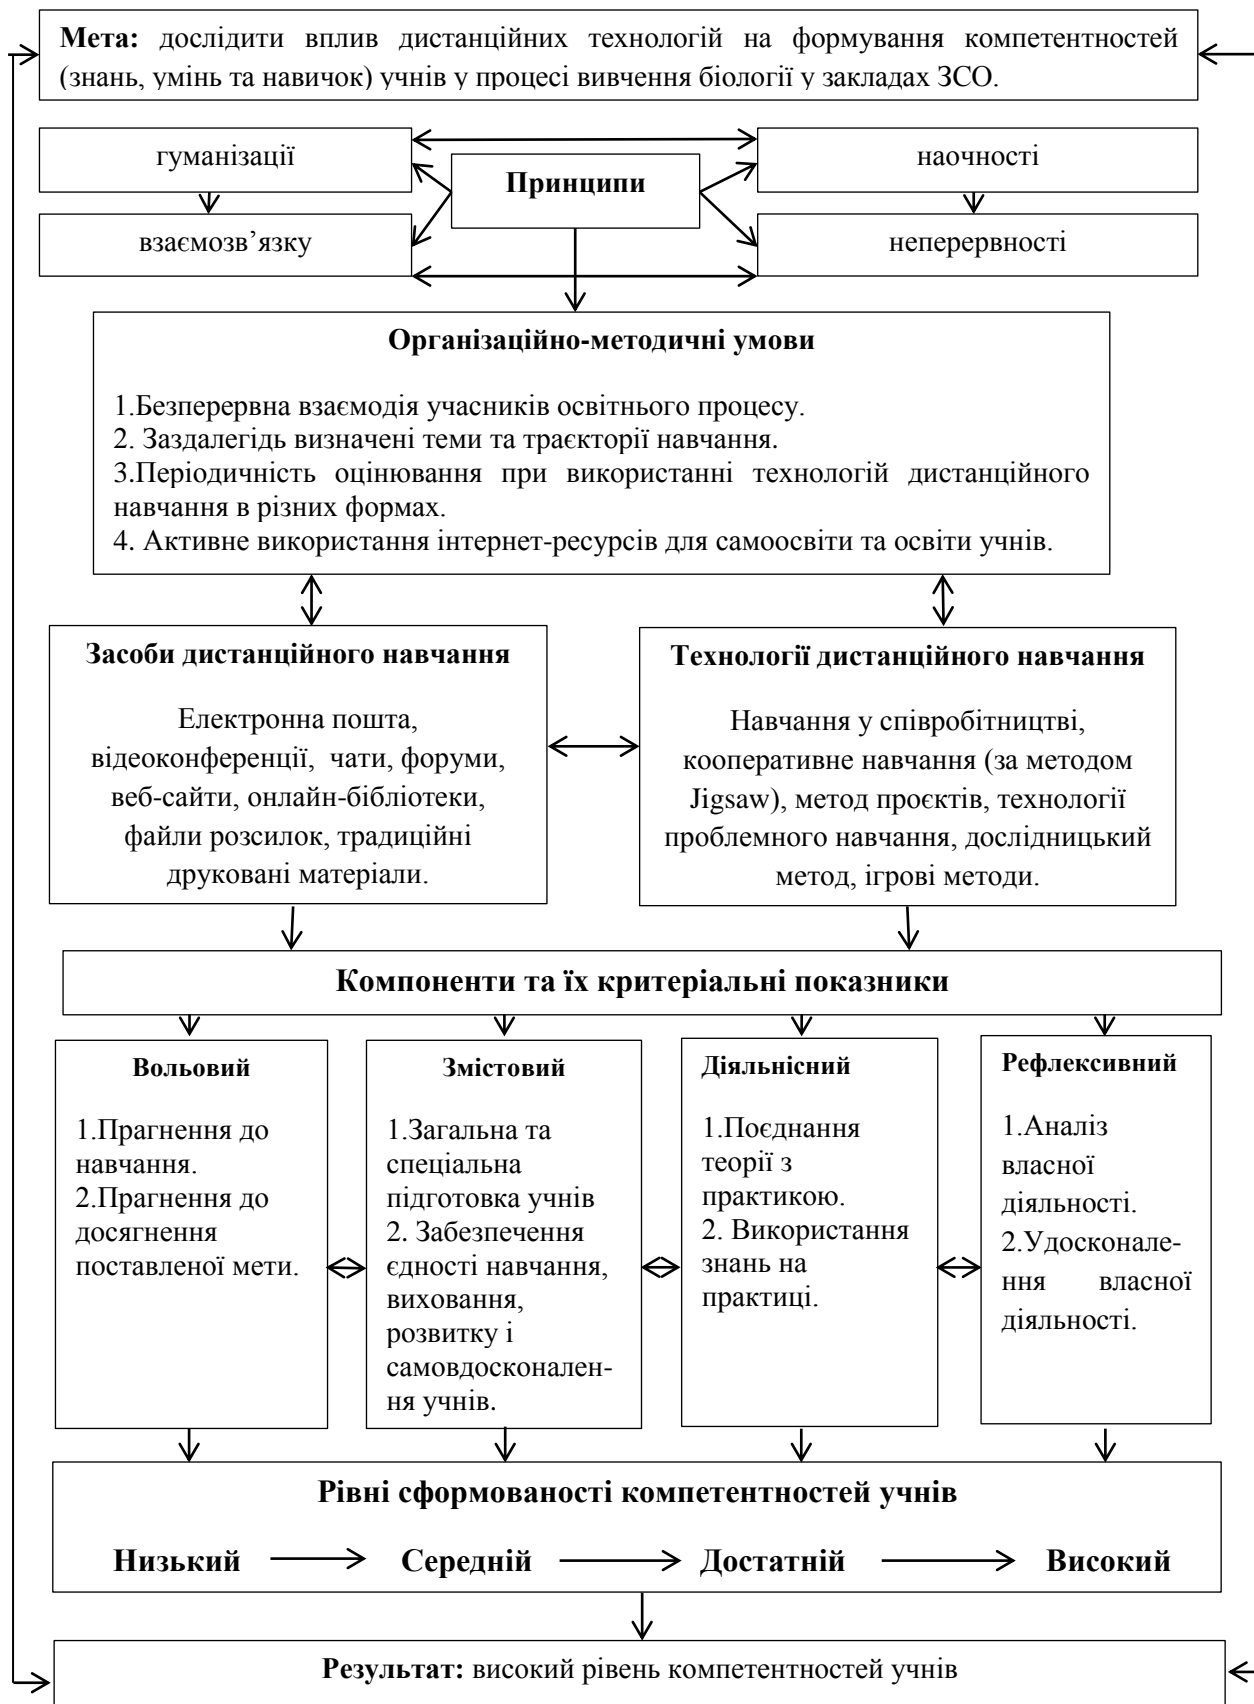 Мета: дослідити вплив дистанційних технологій на формування компетентностей
(знань, умінь та навичок) учнів у процесі вивчення біології у закладах ЗСО.
гуманізації
наочності
Принципи
взаємозв’язку
неперервності
Організаційно-методичні умови
1.Безперервна взаємодія учасників освітнього процесу.
2. Заздалегідь визначені теми та траєкторії навчання.
3.Періодичність оцінювання при використанні технологій дистанційного
навчання в різних формах.
4. Активне використання інтернет-ресурсів для самоосвіти та освіти учнів.
Засоби дистанційного навчання
Електронна пошта,
відеоконференції, чати, форуми,
веб-сайти, онлайн-бібліотеки,
файли розсилок, традиційні
друковані матеріали.
Технології дистанційного навчання
Навчання у співробітництві,
кооперативне навчання (за методом
Jigsaw), метод проєктів, технології
проблемного навчання, дослідницький
метод, ігрові методи.
Компоненти та їх критеріальні показники
Вольовий
1.Прагнення до
навчання.
2.Прагнення до
досягнення
поставленої мети.
Змістовий
1.Загальна та
спеціальна
підготовка учнів
2. Забезпечення
єдності навчання,
виховання,
розвитку і
самовдосконален-
ня учнів.
Діяльнісний
1.Поєднання
теорії з
практикою.
2. Використання
знань на
практиці.
Рефлексивний
1.Аналіз
власної
діяльності.
2.Удосконале-
ння власної
діяльності.
Рівні сформованості компетентностей учнів
Низький Середній Достатній Високий
Результат: високий рівень компетентностей учнів